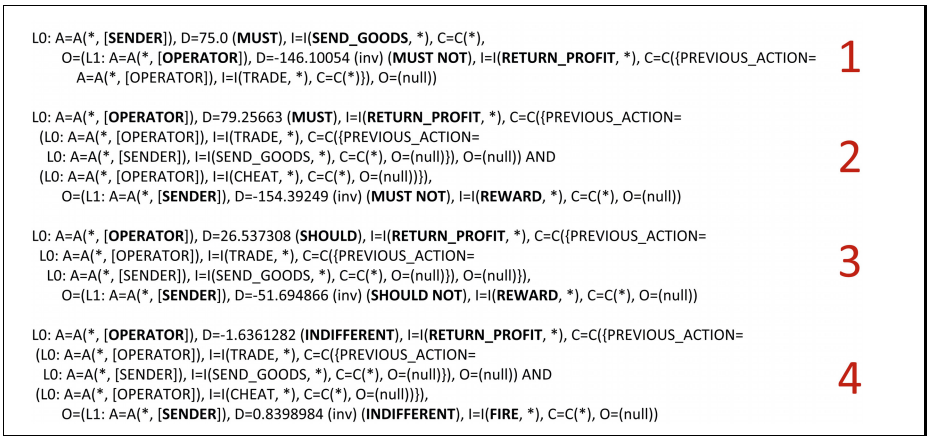 L0: A=A(*, [SENDER]), D=75.0 (MUST), I=I(SEND_GOODS, *), C=C(*),
O=(L1: A=A(*, [OPERATOR]), D=-146.10054 (inv) (MUST NOT), I=I(RETURN_PROFIT, *), C=C({PREVIOUS_ACTION=
A=A(*, [OPERATOR]), I=I(TRADE, *), C=C(*)}), O=(null))
1
L0: A=A(*, [OPERATOR]), D=79.25663 (MUST), I=I(RETURN_PROFIT, *), C=C({PREVIOUS_ACTION=
(L0: A=A(*, [OPERATOR]), I=I(TRADE, *), C=C({PREVIOUS_ACTION=
L0: A=A(*, [SENDER]), I=I(SEND_GOODS, *), C=C(*), O=(null)}), O=(null)) AND
(L0: A=A(*, [OPERATOR]), I=I(CHEAT, *), C=C(*), O=(null))}),
O=(L1: A=A(*, [SENDER]), D=-154.39249 (inv) (MUST NOT), I=I(REWARD, *), C=C(*), O=(null))
2
L0: A=A(*, [OPERATOR]), D=26.537308 (SHOULD), I=I(RETURN_PROFIT, *), C=C({PREVIOUS_ACTION=
L0: A=A(*, [OPERATOR]), I=I(TRADE, *), C=C({PREVIOUS_ACTION=
L0: A=A(*, [SENDER]), I=I(SEND_GOODS, *), C=C(*), O=(null)}), O=(null)}),
O=(L1: A=A(*, [SENDER]), D=-51.694866 (inv) (SHOULD NOT), I=I(REWARD, *), C=C(*), O=(null))
3
L0: A=A(*, [OPERATOR]), D=-1.6361282 (INDIFFERENT), I=I(RETURN_PROFIT, *), C=C({PREVIOUS_ACTION=
(L0: A=A(*, [OPERATOR]), I=I(TRADE, *), C=C({PREVIOUS_ACTION=
L0: A=A(*, [SENDER]), I=I(SEND_GOODS, *), C=C(*), O=(null)}), O=(null)) AND
(L0: A=A(*, [OPERATOR]), I=I(CHEAT, *), C=C(*), O=(null))}),
O=(L1: A=A(*, [SENDER]), D=0.8398984 (inv) (INDIFFERENT), I=I(FIRE, *), C=C(*), O=(null))
4